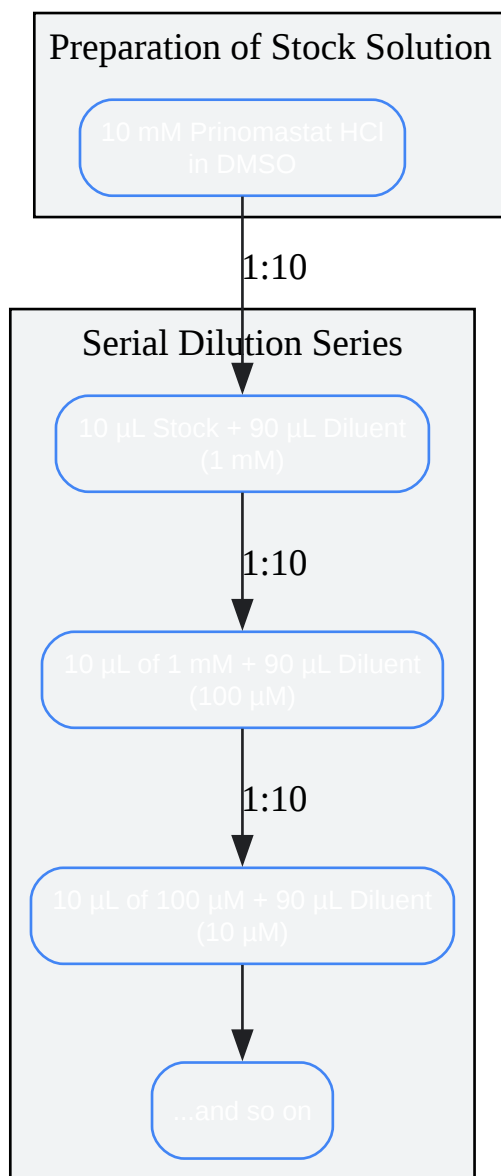 Preparation of Stock Solution
10 mM Prinomastat HCl
in DMSO
1:10
Serial Dilution Series
10 µL Stock + 90 µL Diluent
(1 mM)
1:10
10 µL of 1 mM + 90 µL Diluent
(100 µM)
1:10
10 µL of 100 µM + 90 µL Diluent
(10 µM)
...and so on